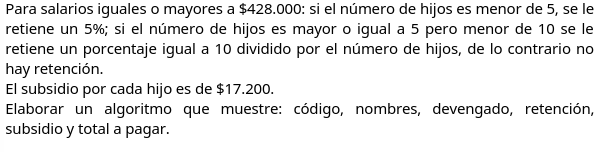 Para salarios iguales o mayores a $428.000: si el número de hijos es menor de 5, se le
retiene un 5%; si el número de hijos es mayor o igual a 5 pero menor de 10 se le
retiene un porcentaje igual a 10 dividido por el número de hijos, de lo contrario no
hay retención.
El subsidio por cada hijo es de $17.200.
Elaborar un algoritmo que muestre: código, nombres, devengado, retención,
subsidio y total a pagar.